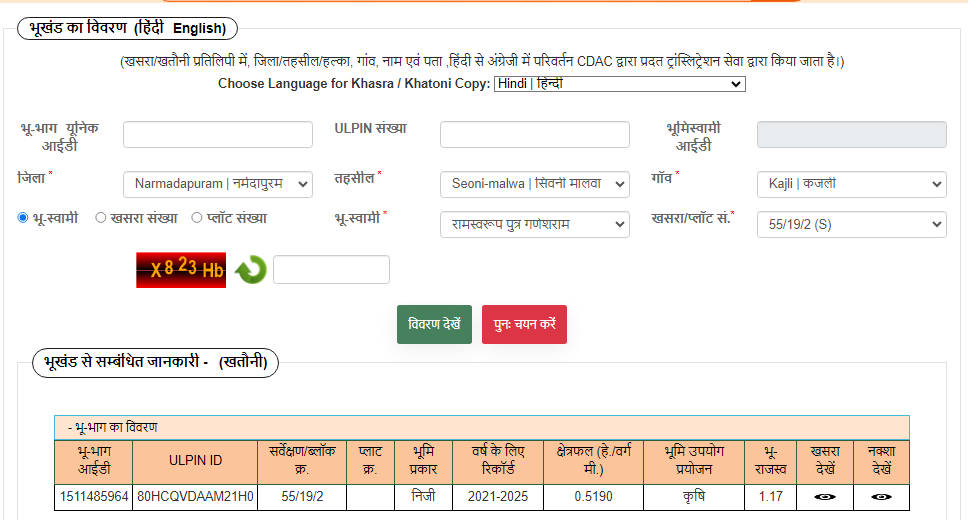 भूखंड का विवरण (हिंदी English)
(खसरा/खतौनी प्रतिलिपी में, जिला/तहसील/हल्का, गांव, नाम एवं पता ,हिंदी से अंग्रेजी में परिवर्तन CDAC द्वारा प्रदत ट्रांस्लिट्रेशन सेवा द्वारा किया जाता है।)
Choose Language for Khasra / Khatoni Copy: Hindi | हिन्दी
भू-भाग यूनिक आईडी
ULPIN संख्या
भूमिस्वामी आईडी
जिला * Narmadapuram | नर्मदापुरम
तहसील * Seoni-malwa | सिवनी मालवा
गाँव * Kajli | कजली
भू-स्वामी खसरा संख्या प्लॉट संख्या
भू-स्वामी * रामस्वरूप पुत्र गणेशराम
खसरा/प्लॉट सं.* 55/19/2 (S)
X823Hb
विवरण देखें पुनः चयन करें
भूखंड से सम्बंधित जानकारी - (खतौनी)
- भू-भाग का विवरण
भू-भाग आईडी ULPIN ID सर्वेक्षण/ब्लॉक क्र. प्लाट क्र. भूमि प्रकार वर्ष के लिए रिकॉर्ड क्षेत्रफल (हे./वर्ग मी.) भूमि उपयोग प्रयोजन भू-राजस्व खसरा देखें नक्शा देखें
1511485964 80HCQVDAAM21H0 55/19/2 निजी 2021-2025 0.5190 कृषि 1.17